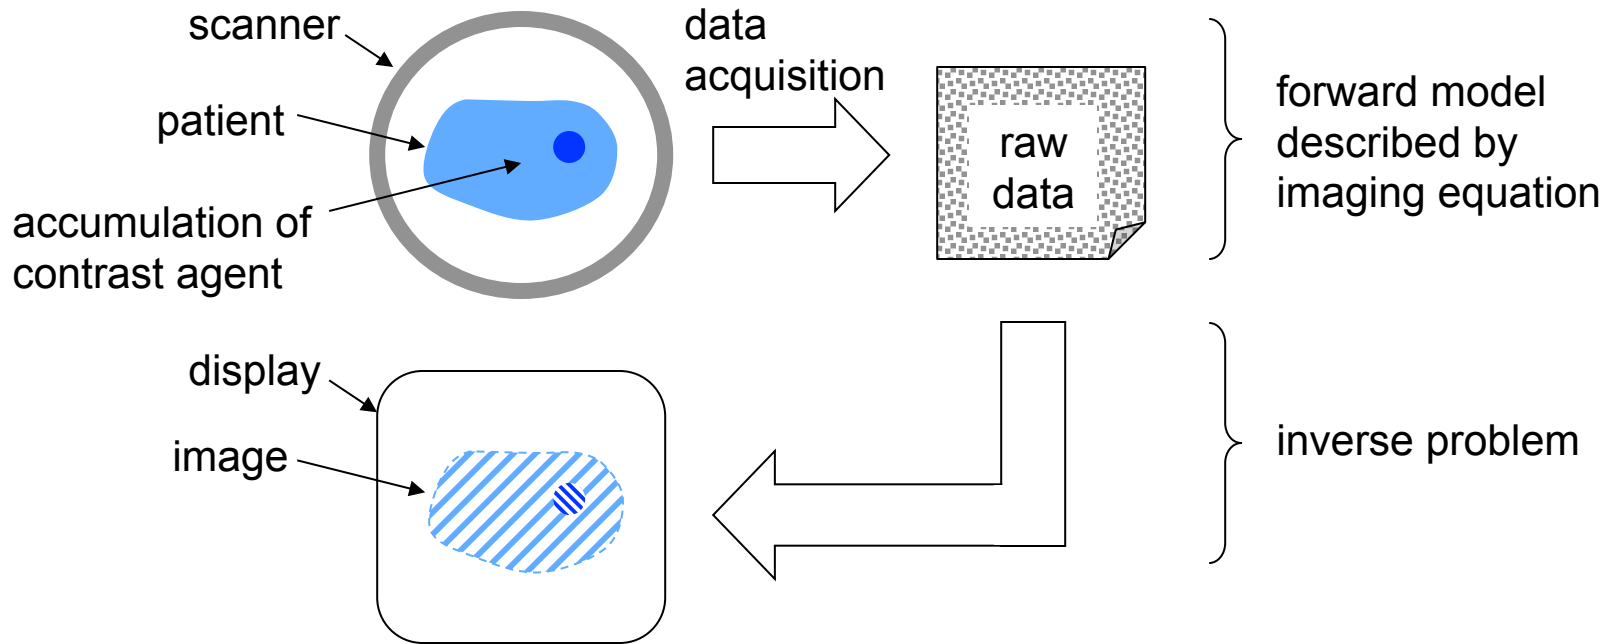 scanner
patient
accumulation of
contrast agent
data
acquisition
raw
data
forward model
described by
imaging equation
display
image
inverse problem